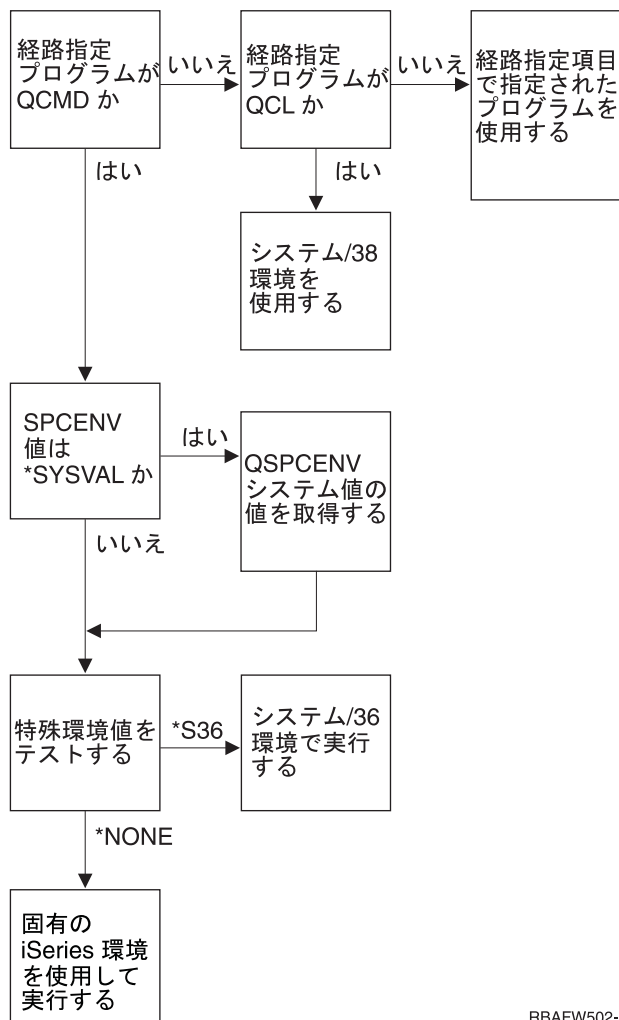 経路指定
プログラムが
QCMD か
いいえ
経路指定
プログラムが
QCL か
いいえ
経路指定項目
で指定された
プログラムを
使用する
はい
はい
システム/38
環境を
使用する
SPCENV
値は
*SYSVAL か
はい
QSPCENV
システム値の
値を取得する
いいえ
特殊環境値を
テストする
*S36
システム/36
環境で実行
する
*NONE
固有の
iSeries 環境
を使用して
実行する
RBAFW502-